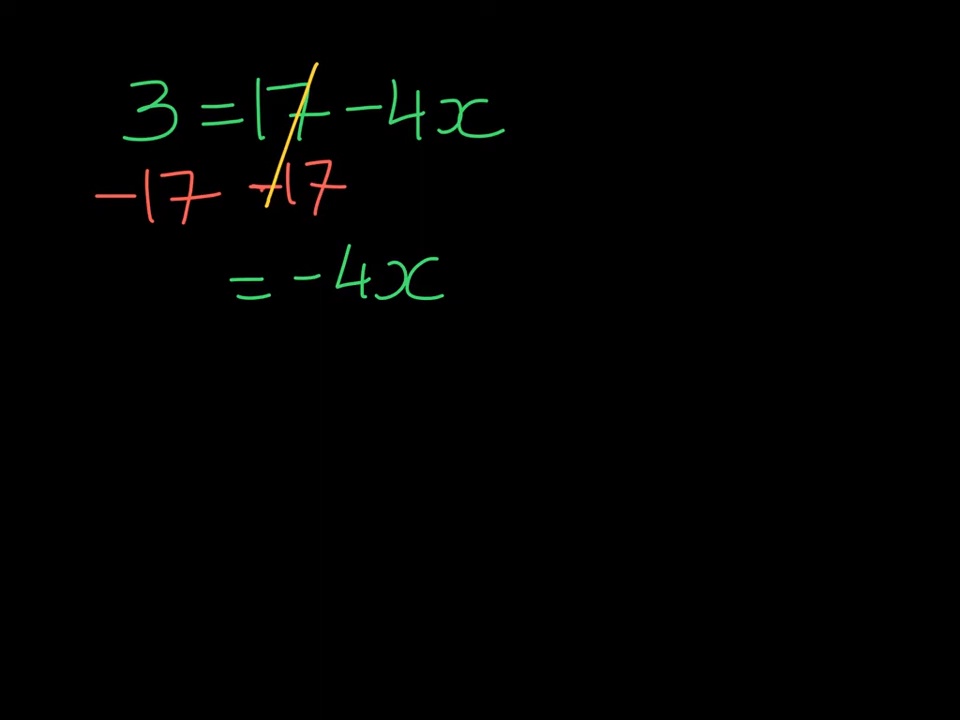 3 = 17 - 4x
-17 -17
= -4x